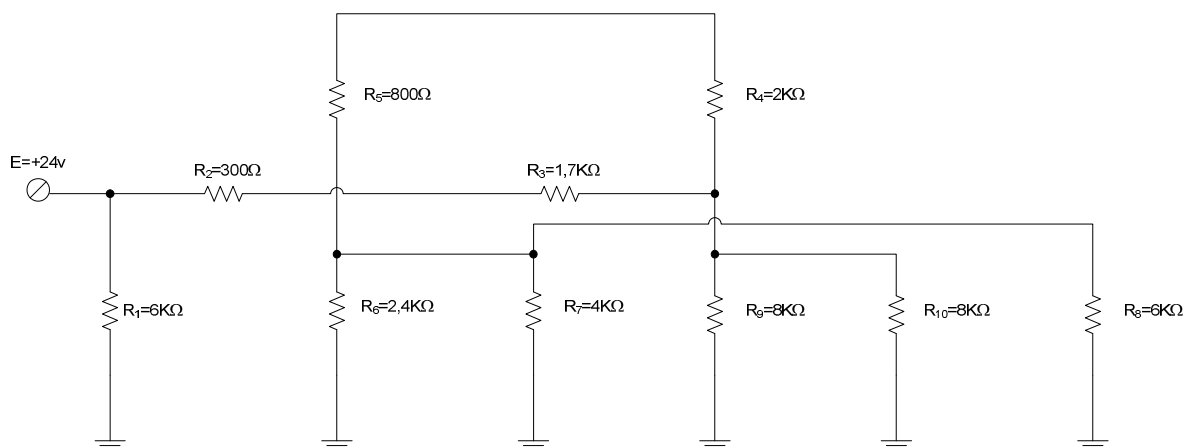 R₅=800Ω
R₄=2KΩ
E=+24v
R₂=300Ω
R₃=1,7KΩ
R₁=6KΩ
R₆=2,4KΩ
R₇=4KΩ
R₉=8KΩ
R₁₀=8KΩ
R₈=6KΩ